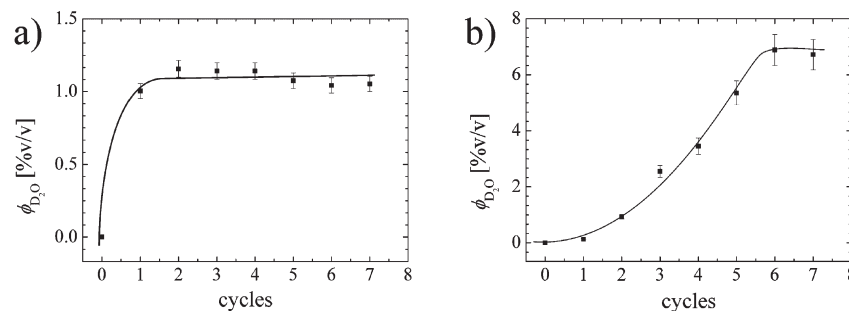 a)
ϕD₂O [%v/v]
1.5
1.0
0.5
0.0
0 1 2 3 4 5 6 7 8
cycles
b)
ϕD₂O [%v/v]
8
6
4
2
0
0 1 2 3 4 5 6 7 8
cycles